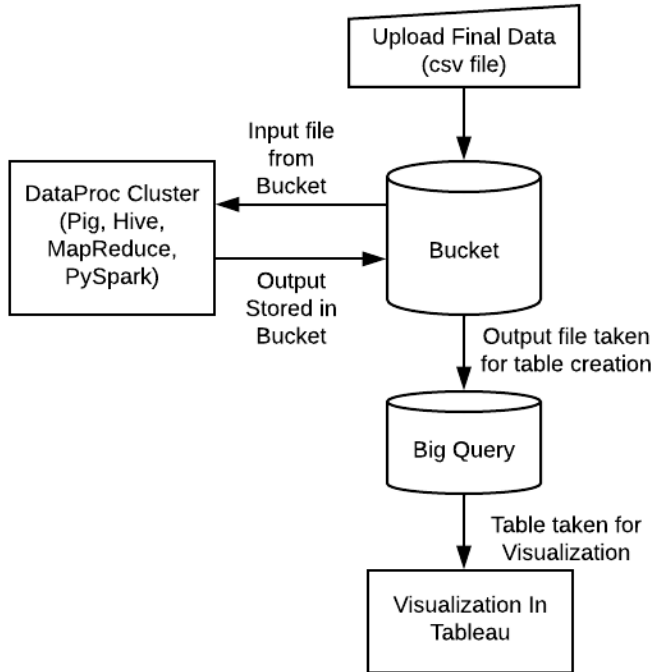 Upload Final Data
(csv file)
Input file
from
Bucket
DataProc Cluster
(Pig, Hive,
MapReduce,
PySpark)
Bucket
Output
Stored in
Bucket
Output file taken
for table creation
Big Query
Table taken for
Visualization
Visualization In
Tableau